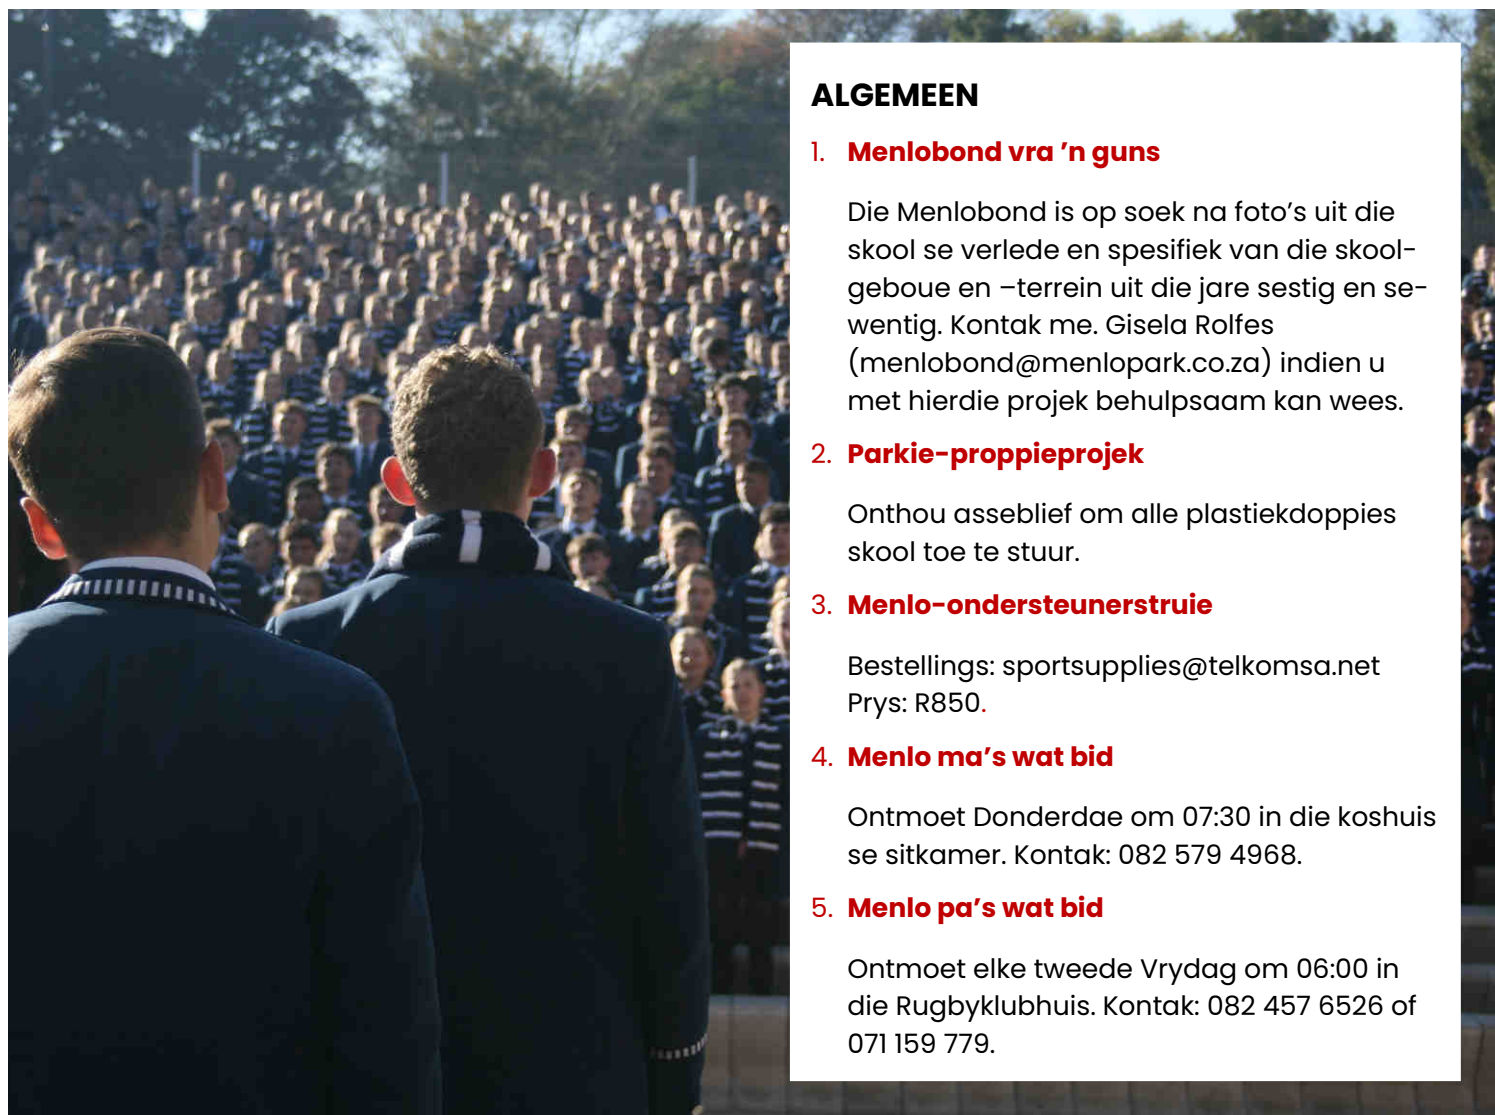 ALGEMEEN
1. Menlobond vra ’n guns
Die Menlobond is op soek na foto’s uit die
skool se verlede en spesifiek van die skool-
geboue en –terrein uit die jare sestig en se-
wentig. Kontak me. Gisela Rolfes
(menlobond@menlopark.co.za) indien u
met hierdie projek behulpsaam kan wees.
2. Parkie-proppieprojek
Onthou asseblief om alle plastiekdoppies
skool toe te stuur.
3. Menlo-ondersteunerstruie
Bestellings: sportsupplies@telkomsa.net
Prys: R850.
4. Menlo ma’s wat bid
Ontmoet Donderdae om 07:30 in die koshuis
se sitkamer. Kontak: 082 579 4968.
5. Menlo pa’s wat bid
Ontmoet elke tweede Vrydag om 06:00 in
die Rugbyklubhuis. Kontak: 082 457 6526 of
071 159 779.